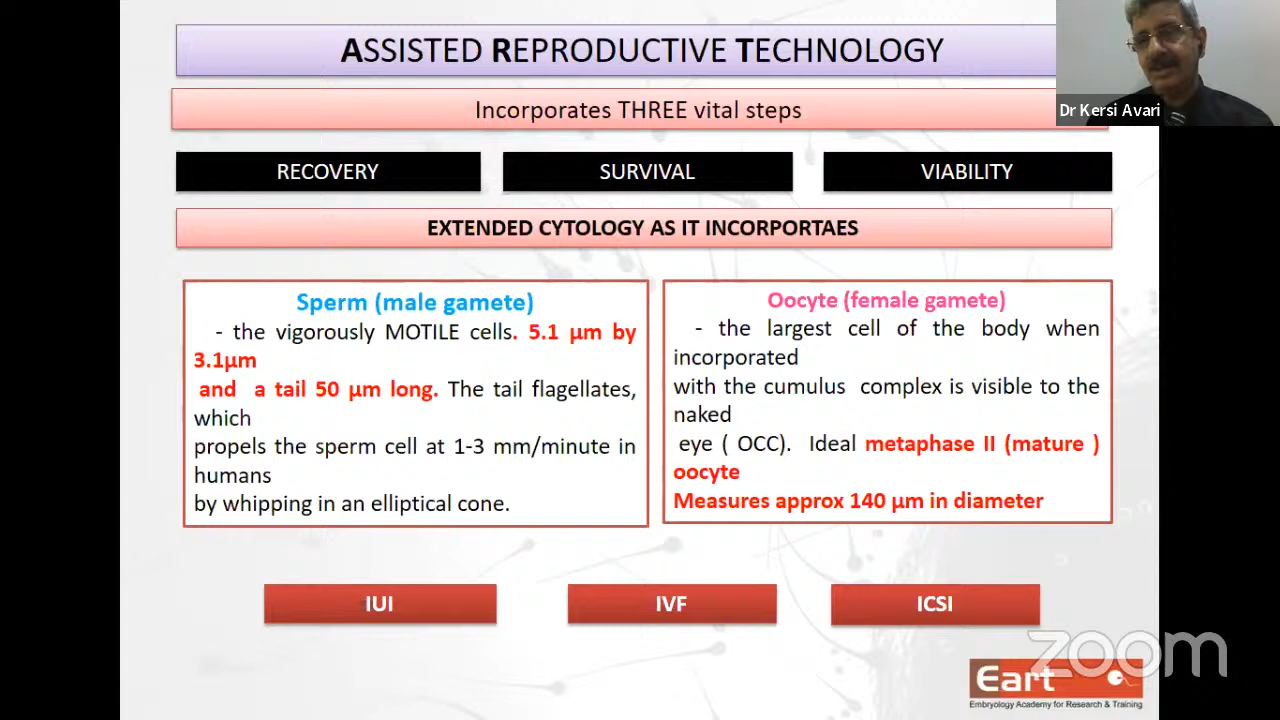 ASSISTED REPRODUCTIVE TECHNOLOGY
Incorporates THREE vital steps
Dr Kersi Avari
RECOVERY
SURVIVAL
VIABILITY
EXTENDED CYTOLOGY AS IT INCORPORTAES
Sperm (male gamete)
- the vigorously MOTILE cells. 5.1 µm by
3.1µm
and a tail 50 µm long. The tail flagellates,
which
propels the sperm cell at 1-3 mm/minute in
humans
by whipping in an elliptical cone.
Oocyte (female gamete)
- the largest cell of the body when
incorporated
with the cumulus complex is visible to the
naked
eye ( OCC). Ideal metaphase II (mature )
oocyte
Measures approx 140 µm in diameter
IUI
IVF
ICSI
zoom
Eart
Embryology Academy for Research & Training